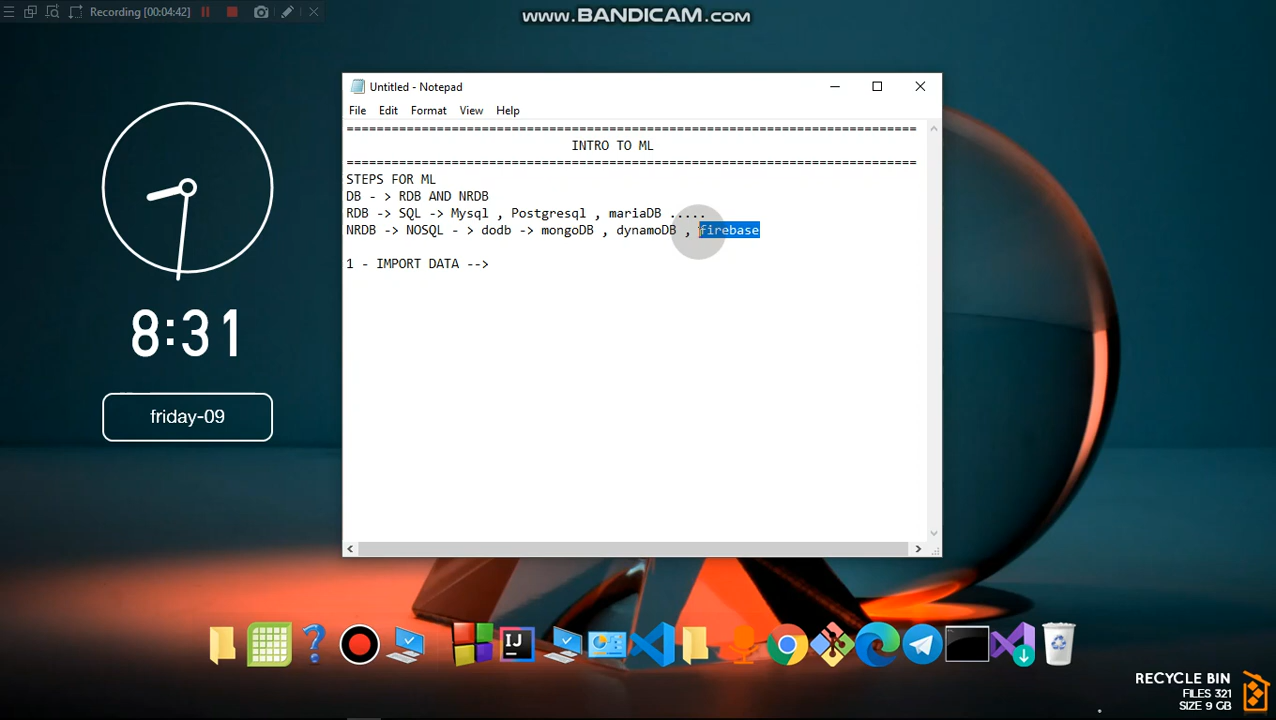 Recording [00:04:42]
www.BANDICAM.com
Untitled - Notepad
File Edit Format View Help
============================================================================
INTRO TO ML
============================================================================
STEPS FOR ML
DB - > RDB AND NRDB
RDB -> SQL -> Mysql , Postgresql , mariaDB .....
NRDB -> NOSQL - > dodb -> mongoDB , dynamoDB , firebase
1 - IMPORT DATA -->
8:31
friday-09
IJ
RECYCLE BIN
FILES 321
SIZE 9 GB